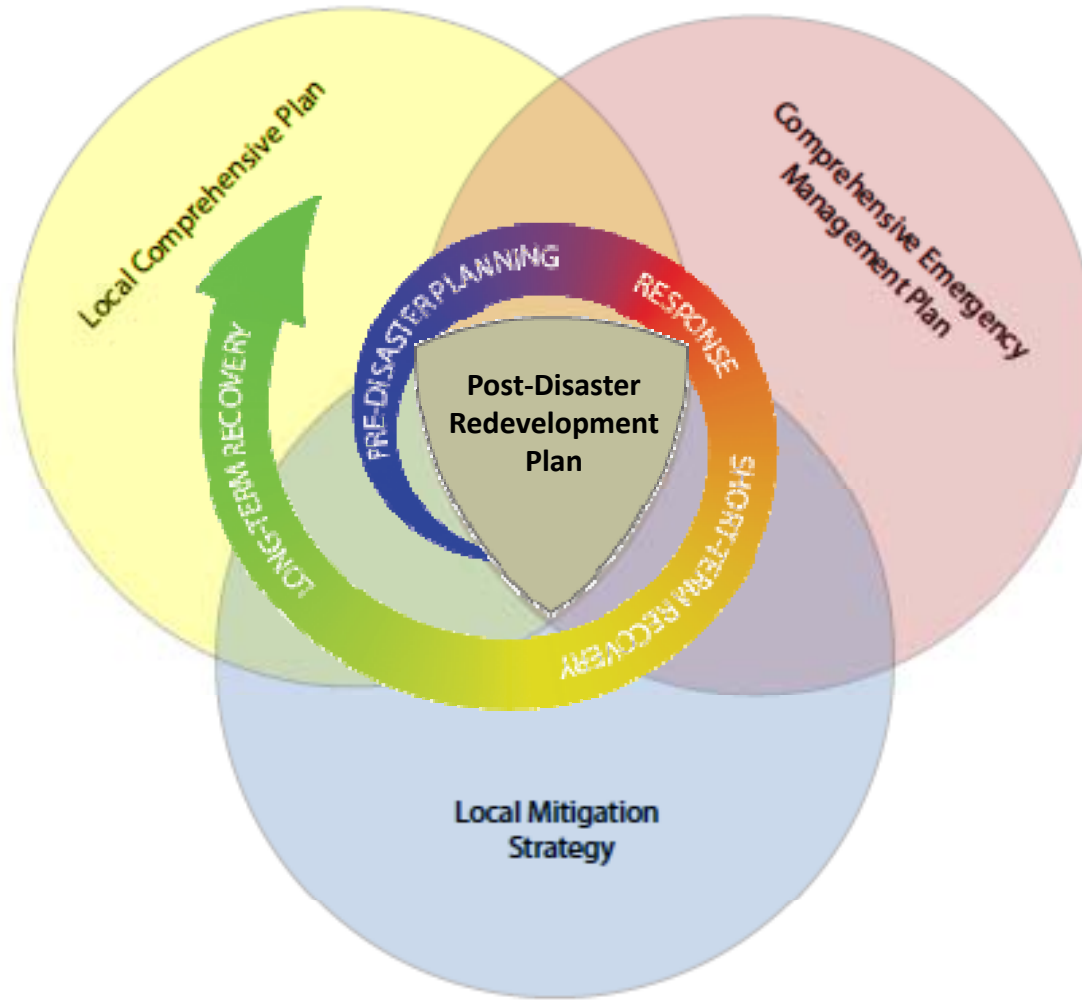 Local Comprehensive Plan
Comprehensive Emergency
Management Plan
PRE-DISASTER PLANNING
RESPONSE
SHORT-TERM RECOVERY
LONG-TERM RECOVERY
Post-Disaster
Redevelopment
Plan
Local Mitigation
Strategy